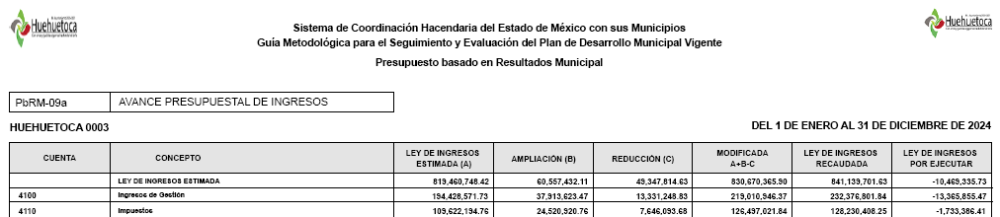 Huehuetoca
Huehuetoca
Sistema de Coordinación Hacendaria del Estado de México con sus Municipios
Guía Metodológica para el Seguimiento y Evaluación del Plan de Desarrollo Municipal Vigente
Presupuesto basado en Resultados Municipal
PbRM-09a AVANCE PRESUPUESTAL DE INGRESOS
HUEHUETOCA 0003 DEL 1 DE ENERO AL 31 DE DICIEMBRE DE 2024
CUENTA CONCEPTO LEY DE INGRESOS ESTIMADA (A) AMPLIACIÓN (B) REDUCCIÓN (C) MODIFICADA A+B-C LEY DE INGRESOS RECAUDADA LEY DE INGRESOS POR EJECUTAR
LEY DE INGRESOS ESTIMADA 819,460,748.42 60,557,432.11 49,347,814.63 830,670,365.90 841,139,701.63 -10,469,335.73
4100 Ingresos de Gestión 194,428,571.73 37,913,623.47 13,331,248.83 219,010,946.37 232,376,801.84 -13,365,855.47
4110 Impuestos 109,622,194.76 24,520,920.76 7,646,093.68 126,497,021.84 128,230,408.25 -1,733,386.41